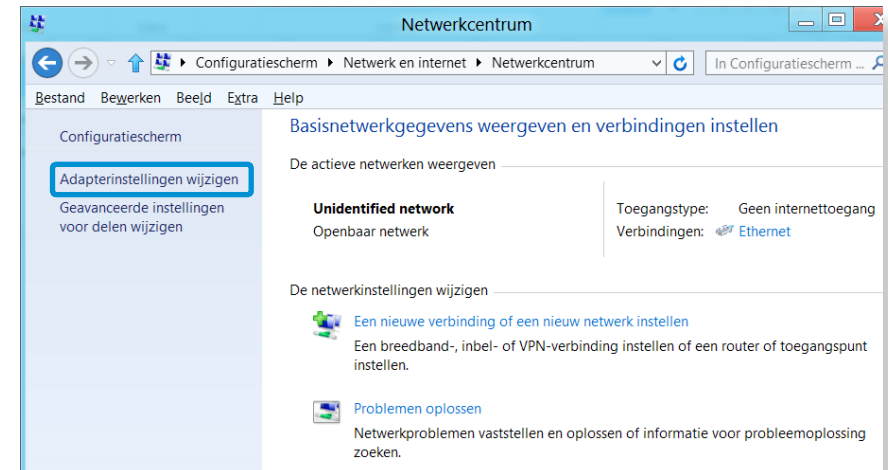 Netwerkcentrum
Configuratiescherm Netwerk en internet Netwerkcentrum In Configuratiescherm ...
Bestand Bewerken Beeld Extra Help
Configuratiescherm
Adapterinstellingen wijzigen
Geavanceerde instellingen
voor delen wijzigen
Basisnetwerkgegevens weergeven en verbindingen instellen
De actieve netwerken weergeven
Unidentified network
Openbaar netwerk
Toegangstype: Geen internettoegang
Verbindingen: Ethernet
De netwerkinstellingen wijzigen
Een nieuwe verbinding of een nieuw netwerk instellen
Een breedband-, inbel- of VPN-verbinding instellen of een router of toegangspunt
instellen.
Problemen oplossen
Netwerkproblemen vaststellen en oplossen of informatie voor probleemoplossing
zoeken.